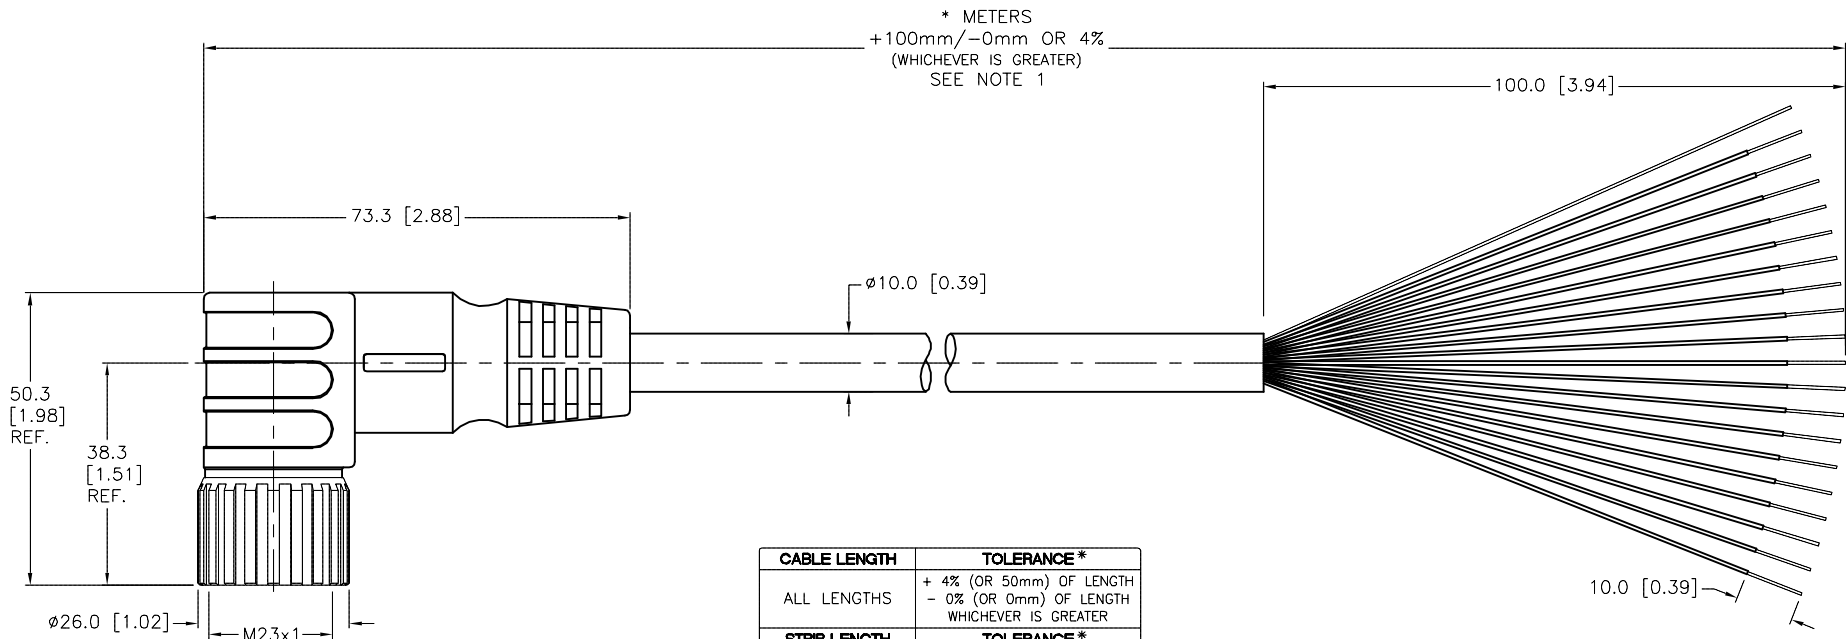 * METERS
+100mm/-0mm OR 4%
(WHICHEVER IS GREATER)
SEE NOTE 1
100.0 [3.94]
73.3 [2.88]
ø10.0 [0.39]
50.3
[1.98]
REF.
38.3
[1.51]
REF.
ø26.0 [1.02]
M23x1
10.0 [0.39]
CABLE LENGTH TOLERANCE*
ALL LENGTHS
+ 4% (OR 50mm) OF LENGTH
- 0% (OR 0mm) OF LENGTH
WHICHEVER IS GREATER
STRIP LENGTH TOLERANCE*